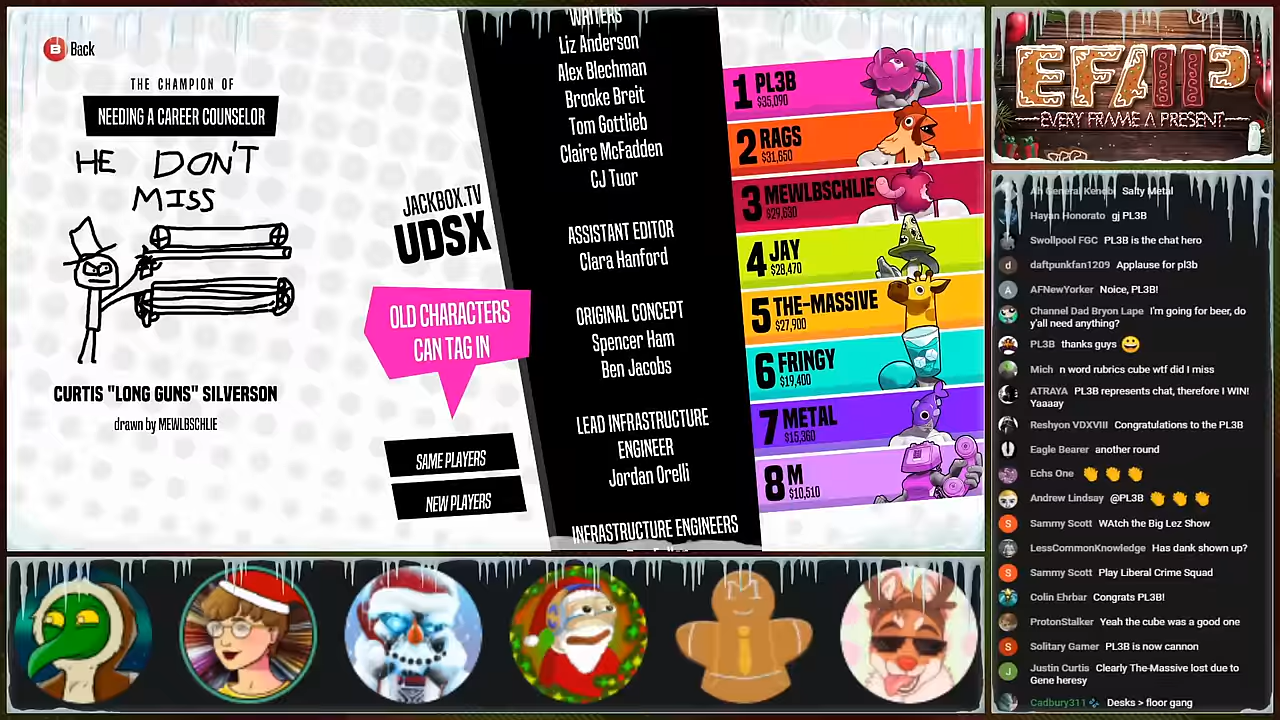 B Back
THE CHAMPION OF
NEEDING A CAREER COUNSELOR
HE DON'T
MISS
CURTIS "LONG GUNS" SILVERSON
drawn by MEWLBSCHLIE
JACKBOX.TV
UDSX
OLD CHARACTERS
CAN TAG IN
SAME PLAYERS
NEW PLAYERS
WRITERS
Liz Anderson
Alex Blechman
Brooke Breit
Tom Gottlieb
Claire McFadden
CJ Tuor
ASSISTANT EDITOR
Clara Hanford
ORIGINAL CONCEPT
Spencer Ham
Ben Jacobs
LEAD INFRASTRUCTURE
ENGINEER
Jordan Orelli
INFRASTRUCTURE ENGINEERS
1 PL3B
$35,090
2 RAGS
$31,650
3 MEWLBSCHLIE
$29,630
4 JAY
$28,470
5 THE-MASSIVE
$27,900
6 FRINGY
$19,400
7 METAL
$15,360
8 M
$10,510
EFAP
EVERY FRAME A PRESENT
Ah General Kenobi Salty Metal
Hayan Honorato gj PL3B
Swollpool FGC PL3B is the chat hero
d daftpunkfan1209 Applause for pl3b
A AFNewYorker Noice, PL3B!
Channel Dad Bryon Lape I'm going for beer, do
y'all need anything?
PL3B thanks guys 😀
Mich n word rubrics cube wtf did I miss
ATRAYA PL3B represents chat, therefore I WIN!
Yaaaay
Reshyon VDXVIII Congratulations to the PL3B
Eagle Bearer another round
Echs One 👏 👏 👏
Andrew Lindsay @PL3B 👏 👏 👏
S Sammy Scott WAtch the Big Lez Show
LessCommonKnowledge Has dank shown up?
S Sammy Scott Play Liberal Crime Squad
Colin Ehrbar Congrats PL3B!
ProtonStalker Yeah the cube was a good one
S Solitary Gamer PL3B is now cannon
J Justin Curtis Clearly The-Massive lost due to
Gene heresy
Cadbury311 Desks > floor gang
M